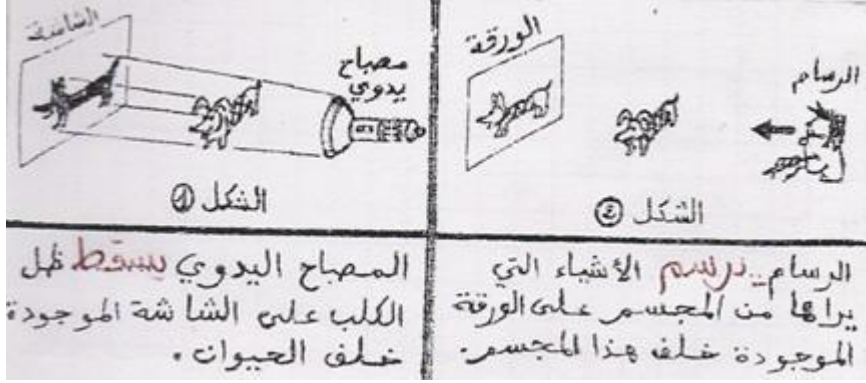 الرسام
الورقة
الشكل ②
مصباح
يدوي
الشاشة
الشكل ①
الرسام يرسم الأشياء التي
يراها من المجسم على الورقة
الموجودة خلف هذا المجسم.
المصباح اليدوي يسقط ظل
الكلب على الشاشة الموجودة
خلف الحيوان.